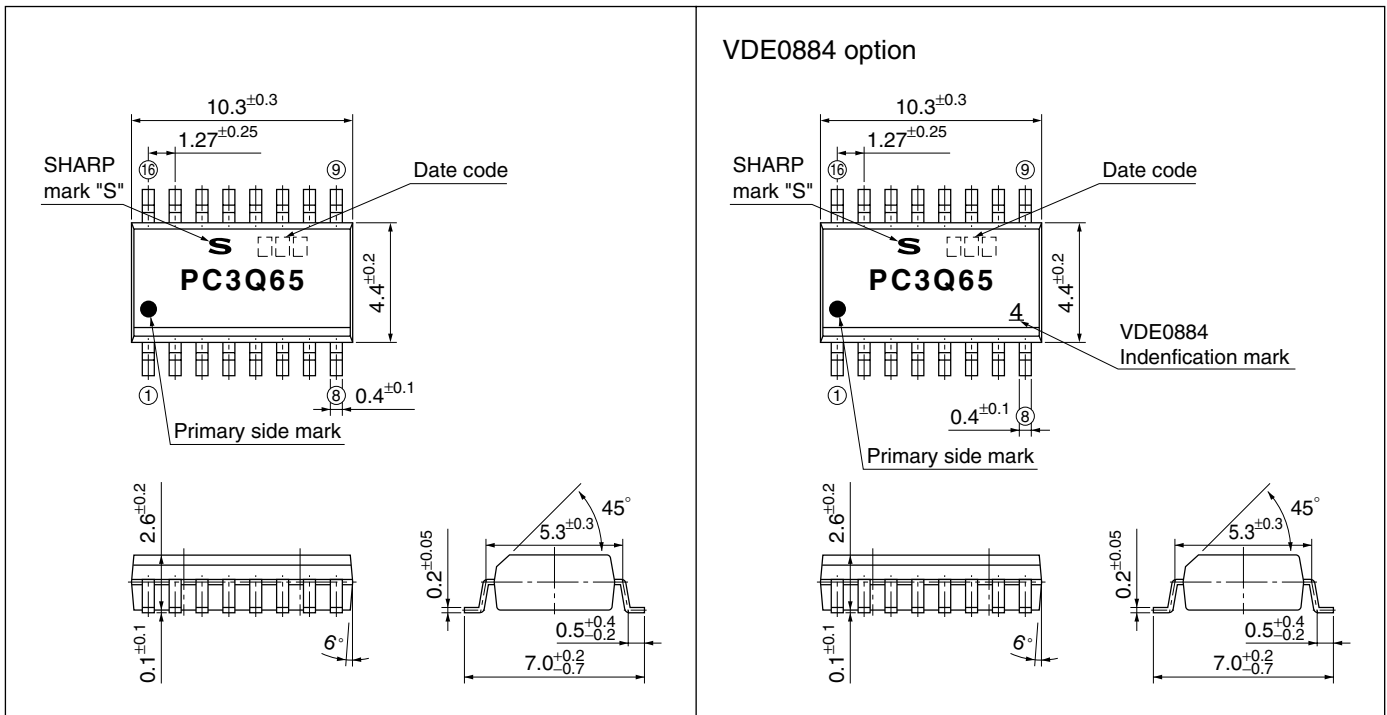 10.3±0.3
1.27±0.25
SHARP
mark "S"
16
9
Date code
S
PC3Q65
4.4±0.2
1
8
0.4±0.1
Primary side mark
2.6±0.2
0.1±0.1
6°
45°
5.3±0.3
0.2±0.05
0.5+0.4−0.2
7.0+0.2−0.7
VDE0884 option
10.3±0.3
1.27±0.25
SHARP
mark "S"
16
9
Date code
S
PC3Q65
4.4±0.2
4
VDE0884
Indenfication mark
1
0.4±0.1
8
Primary side mark
2.6±0.2
0.1±0.1
6°
45°
5.3±0.3
0.2±0.05
0.5+0.4−0.2
7.0+0.2−0.7